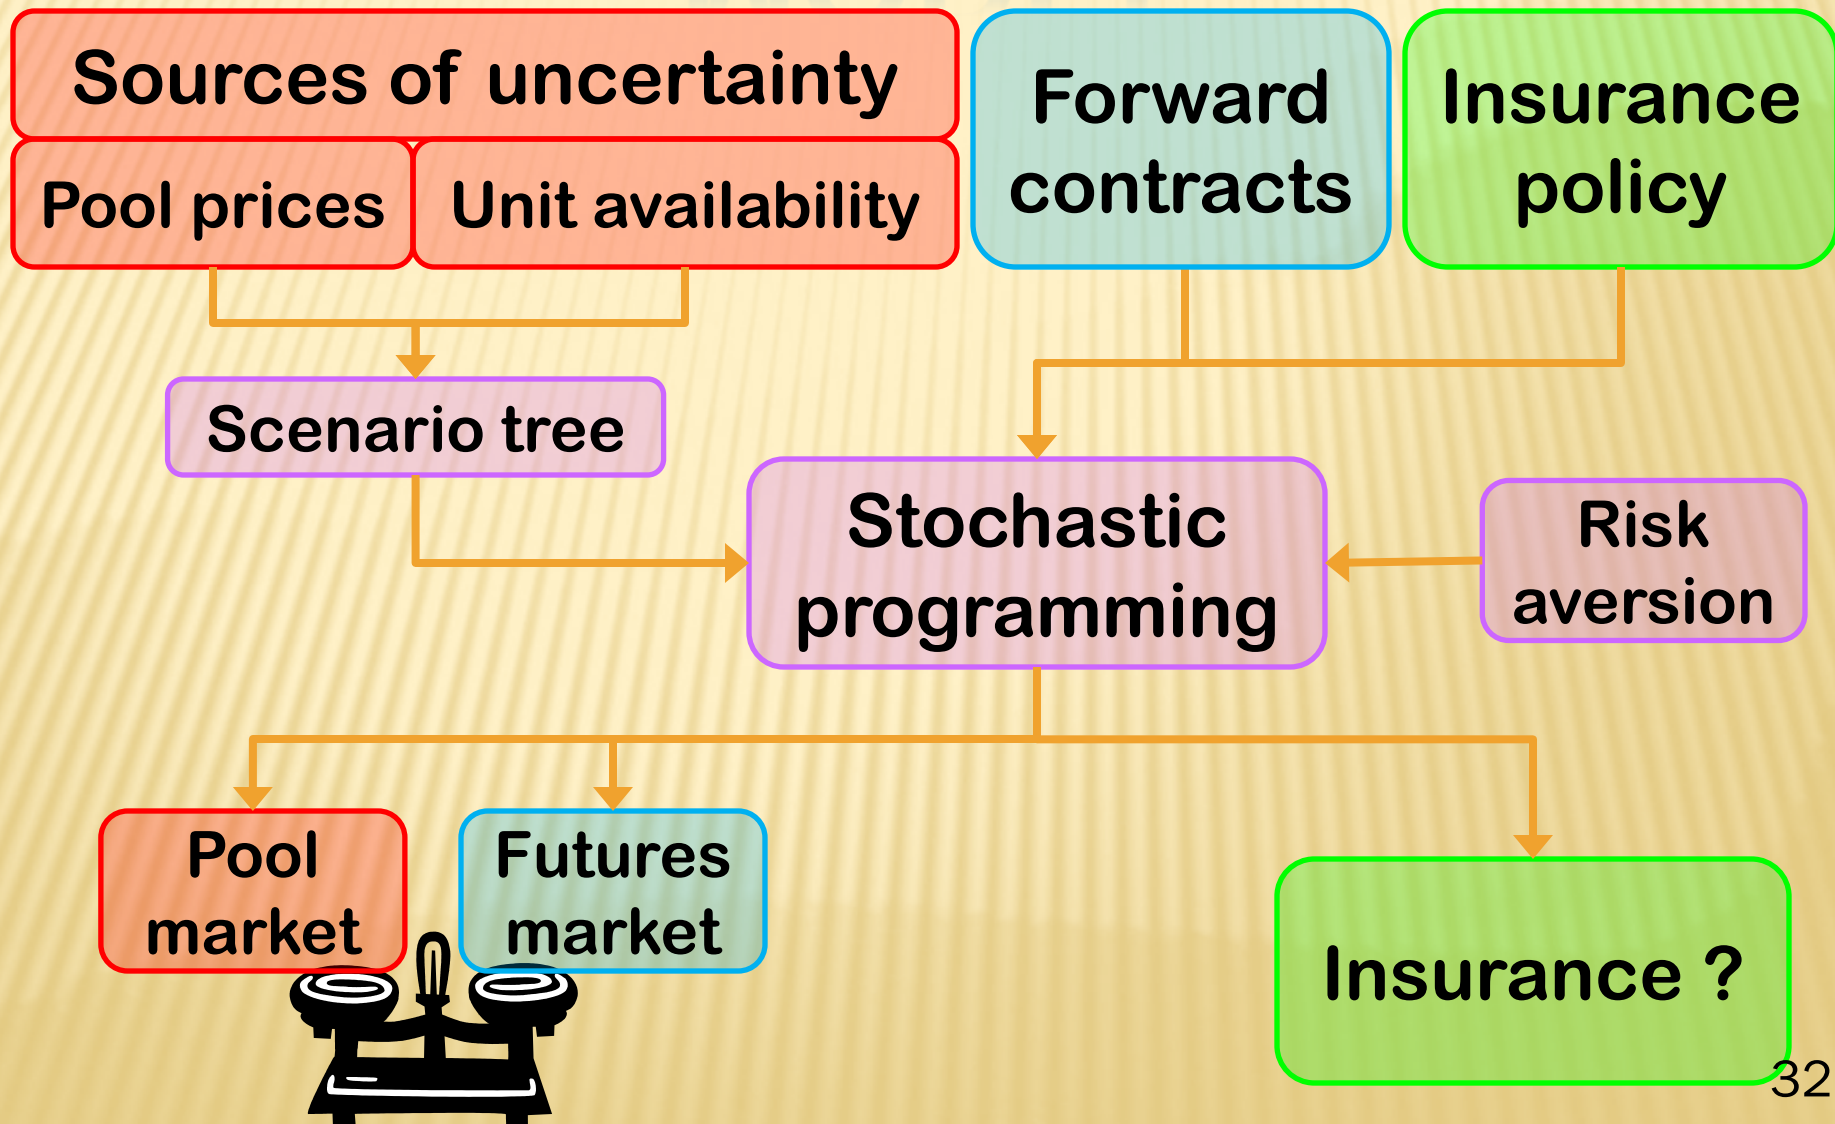 Sources of uncertainty
Pool prices
Unit availability
Forward
contracts
Insurance
policy
Scenario tree
Stochastic
programming
Risk
aversion
Pool
market
Futures
market
Insurance ?
32